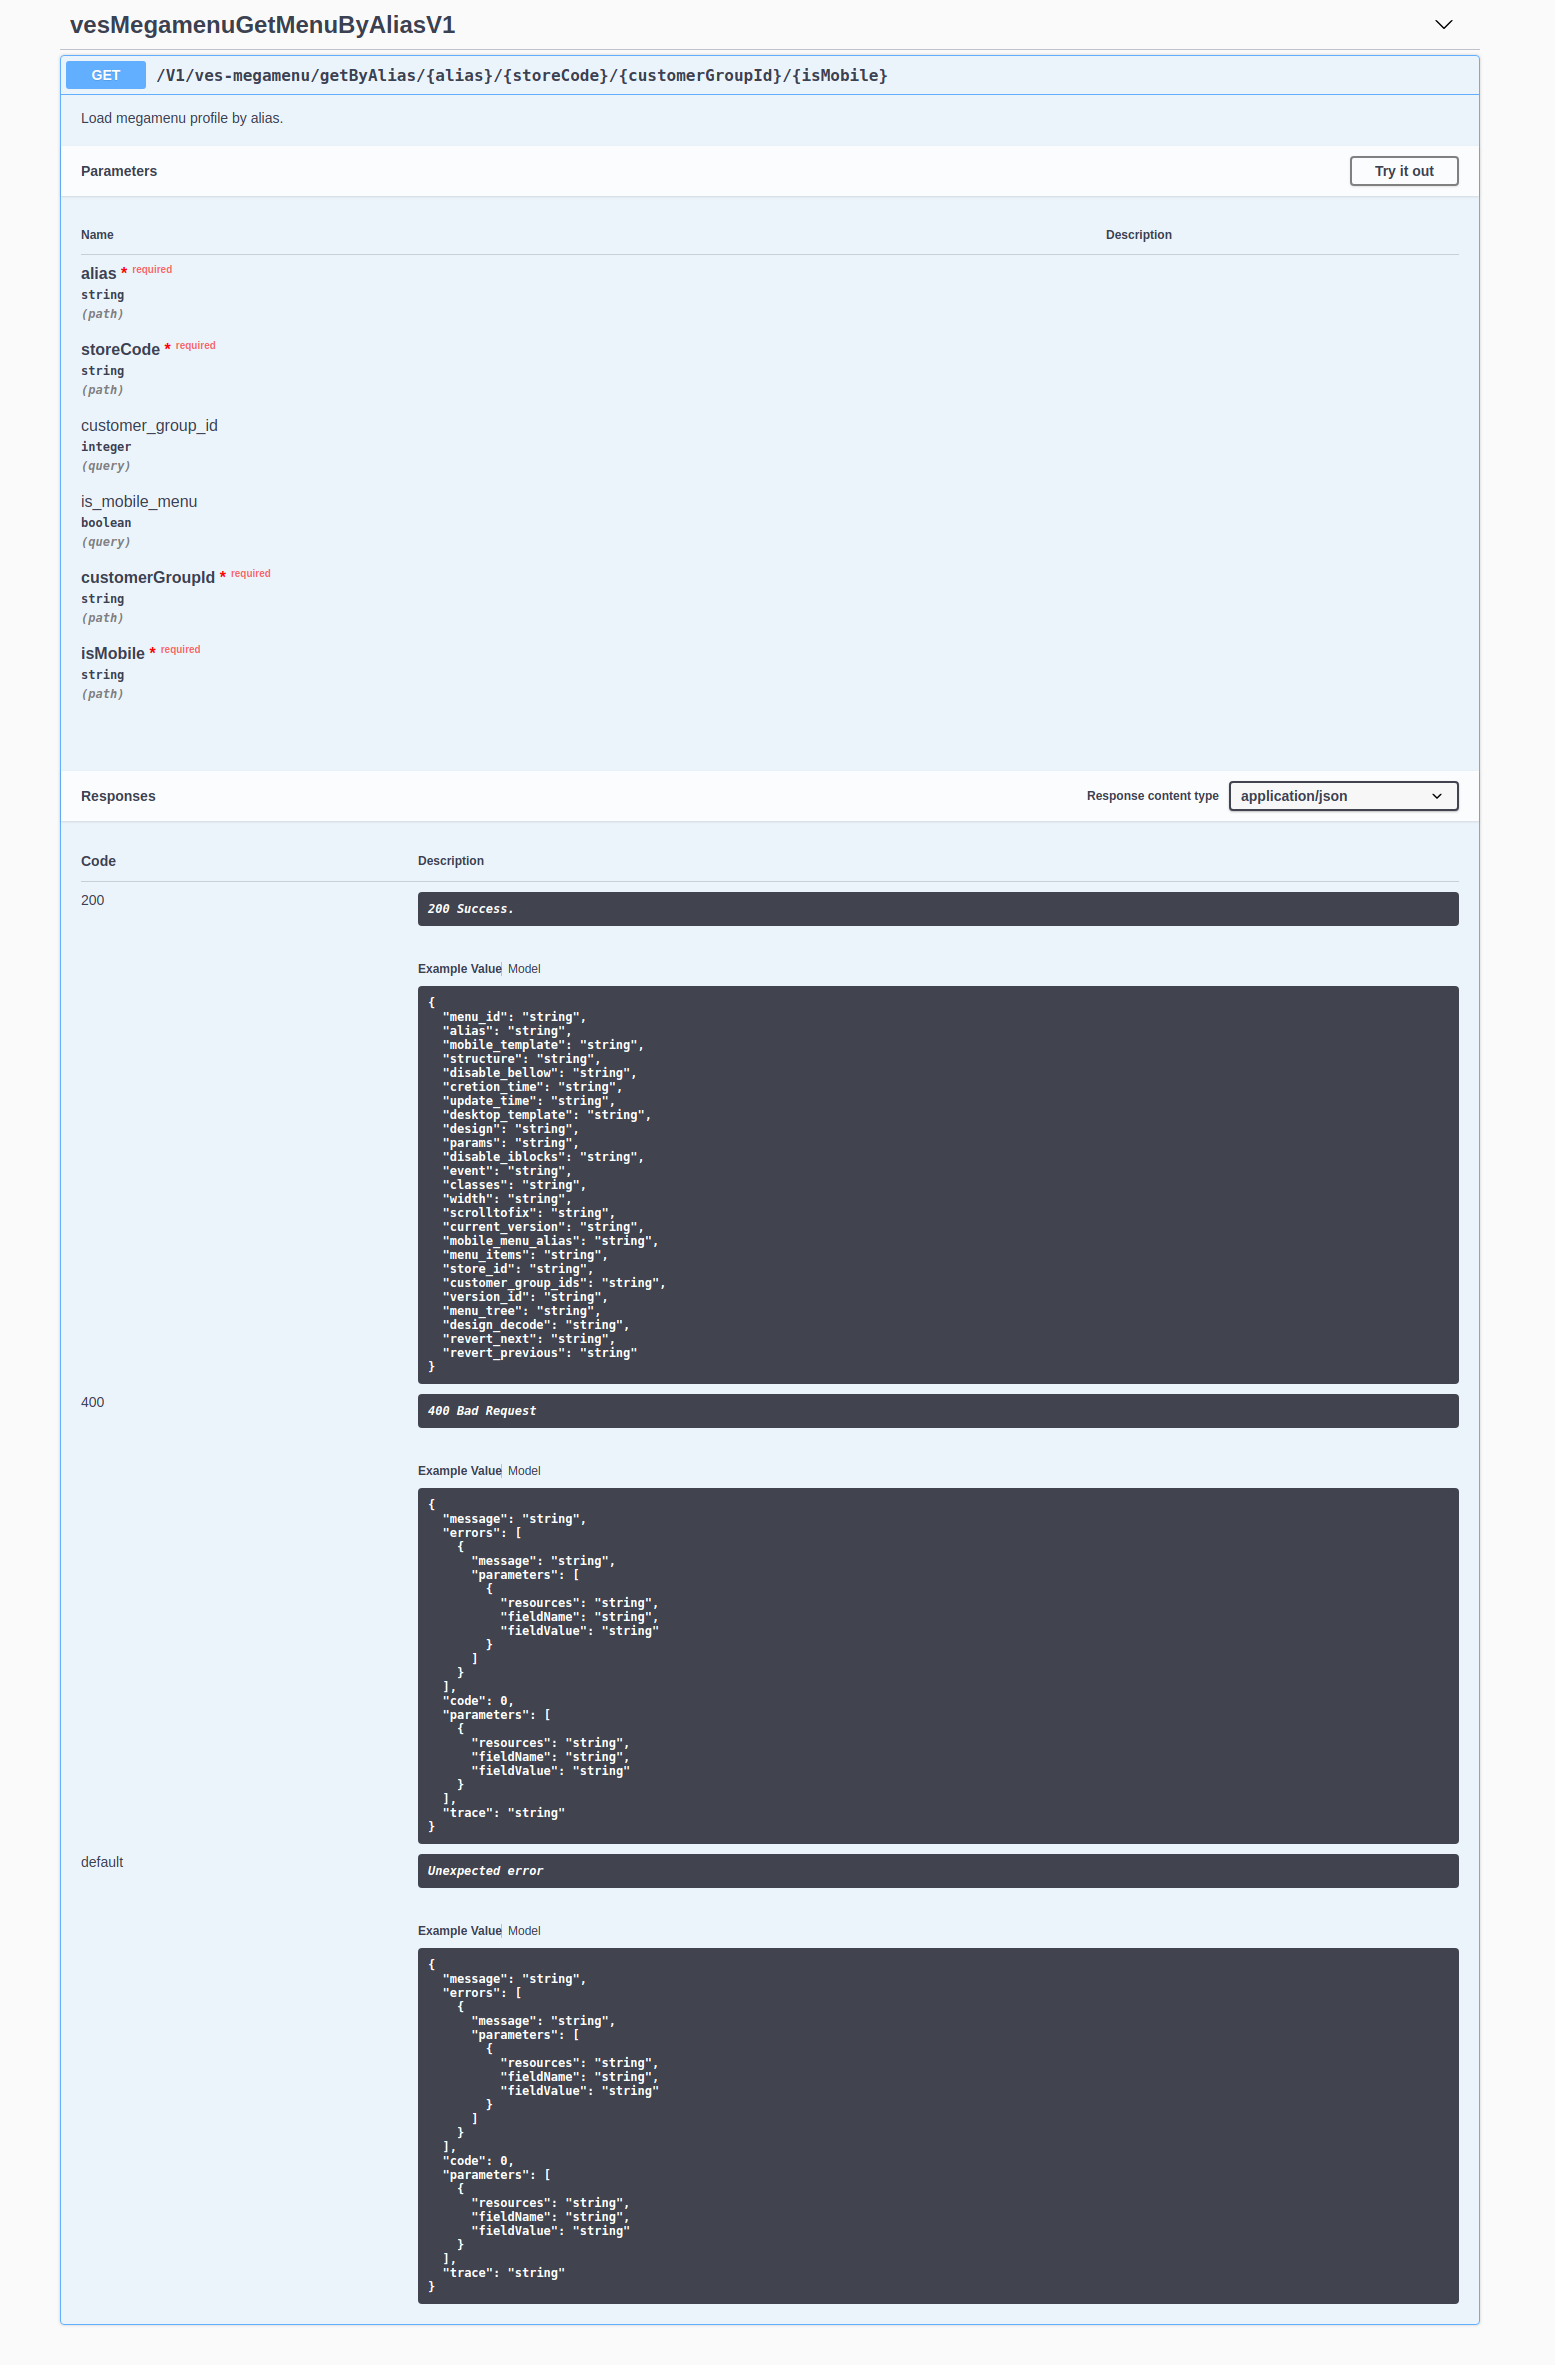 vesMegamenuGetMenuByAliasV1
GET /V1/ves-megamenu/getByAlias/{alias}/{storeCode}/{customerGroupId}/{isMobile}
Load megamenu profile by alias.
Parameters Try it out
Name Description
alias * required
string
(path)
storeCode * required
string
(path)
customer_group_id
integer
(query)
is_mobile_menu
boolean
(query)
customerGroupId * required
string
(path)
isMobile * required
string
(path)
Responses Response content type application/json
Code Description
200 200 Success.
Example Value Model
{
"menu_id": "string",
"alias": "string",
"mobile_template": "string",
"structure": "string",
"disable_bellow": "string",
"cretion_time": "string",
"update_time": "string",
"desktop_template": "string",
"design": "string",
"params": "string",
"disable_iblocks": "string",
"event": "string",
"classes": "string",
"width": "string",
"scrolltofix": "string",
"current_version": "string",
"mobile_menu_alias": "string",
"menu_items": "string",
"store_id": "string",
"customer_group_ids": "string",
"version_id": "string",
"menu_tree": "string",
"design_decode": "string",
"revert_next": "string",
"revert_previous": "string"
}
400 400 Bad Request
Example Value Model
{
"message": "string",
"errors": [
{
"message": "string",
"parameters": [
{
"resources": "string",
"fieldName": "string",
"fieldValue": "string"
}
]
}
],
"code": 0,
"parameters": [
{
"resources": "string",
"fieldName": "string",
"fieldValue": "string"
}
],
"trace": "string"
}
default Unexpected error
Example Value Model
{
"message": "string",
"errors": [
{
"message": "string",
"parameters": [
{
"resources": "string",
"fieldName": "string",
"fieldValue": "string"
}
]
}
],
"code": 0,
"parameters": [
{
"resources": "string",
"fieldName": "string",
"fieldValue": "string"
}
],
"trace": "string"
}